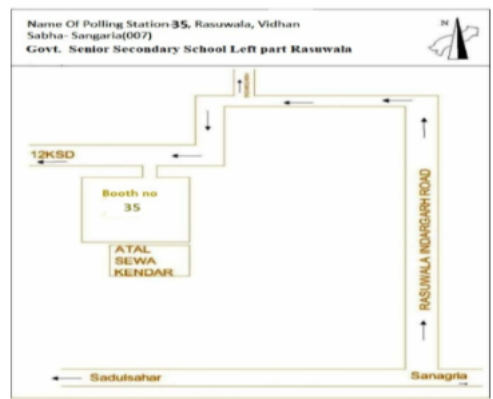 Name Of Polling Station-35, Rasuwala, Vidhan
Sabha- Sangaria(007)
Govt. Senior Secondary School Left part Rasuwala
N
12KSD
Booth no
35
ATAL
SEWA
KENDAR
RASUWALA INDARGARH ROAD
Sadulsahar
Sanagria